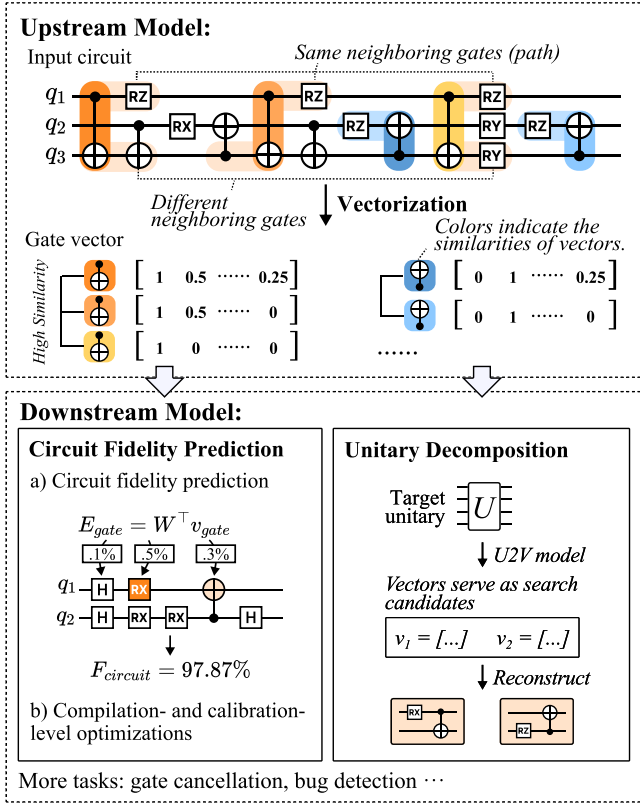 Upstream Model:
Input circuit
Same neighboring gates (path)
q1 RZ RZ RZ
q2 RX RZ RY RZ
q3 RY
Different
neighboring gates
Vectorization
Gate vector
Colors indicate the
similarities of vectors.
High Similarity
[ 1 0.5 ...... 0.25 ]
[ 1 0.5 ...... 0 ]
[ 1 0 ...... 0 ]
[ 0 1 ...... 0.25 ]
[ 0 1 ...... 0 ]
......
Downstream Model:
Circuit Fidelity Prediction
a) Circuit fidelity prediction
E_gate = W^⊤ v_gate
.1% .5% .3%
q1 H RX
q2 H RX RX H
F_circuit = 97.87%
b) Compilation- and calibration-
level optimizations
Unitary Decomposition
Target
unitary
U
U2V model
Vectors serve as search
candidates
v1 = [...] v2 = [...]
Reconstruct
RX
RZ
More tasks: gate cancellation, bug detection ...